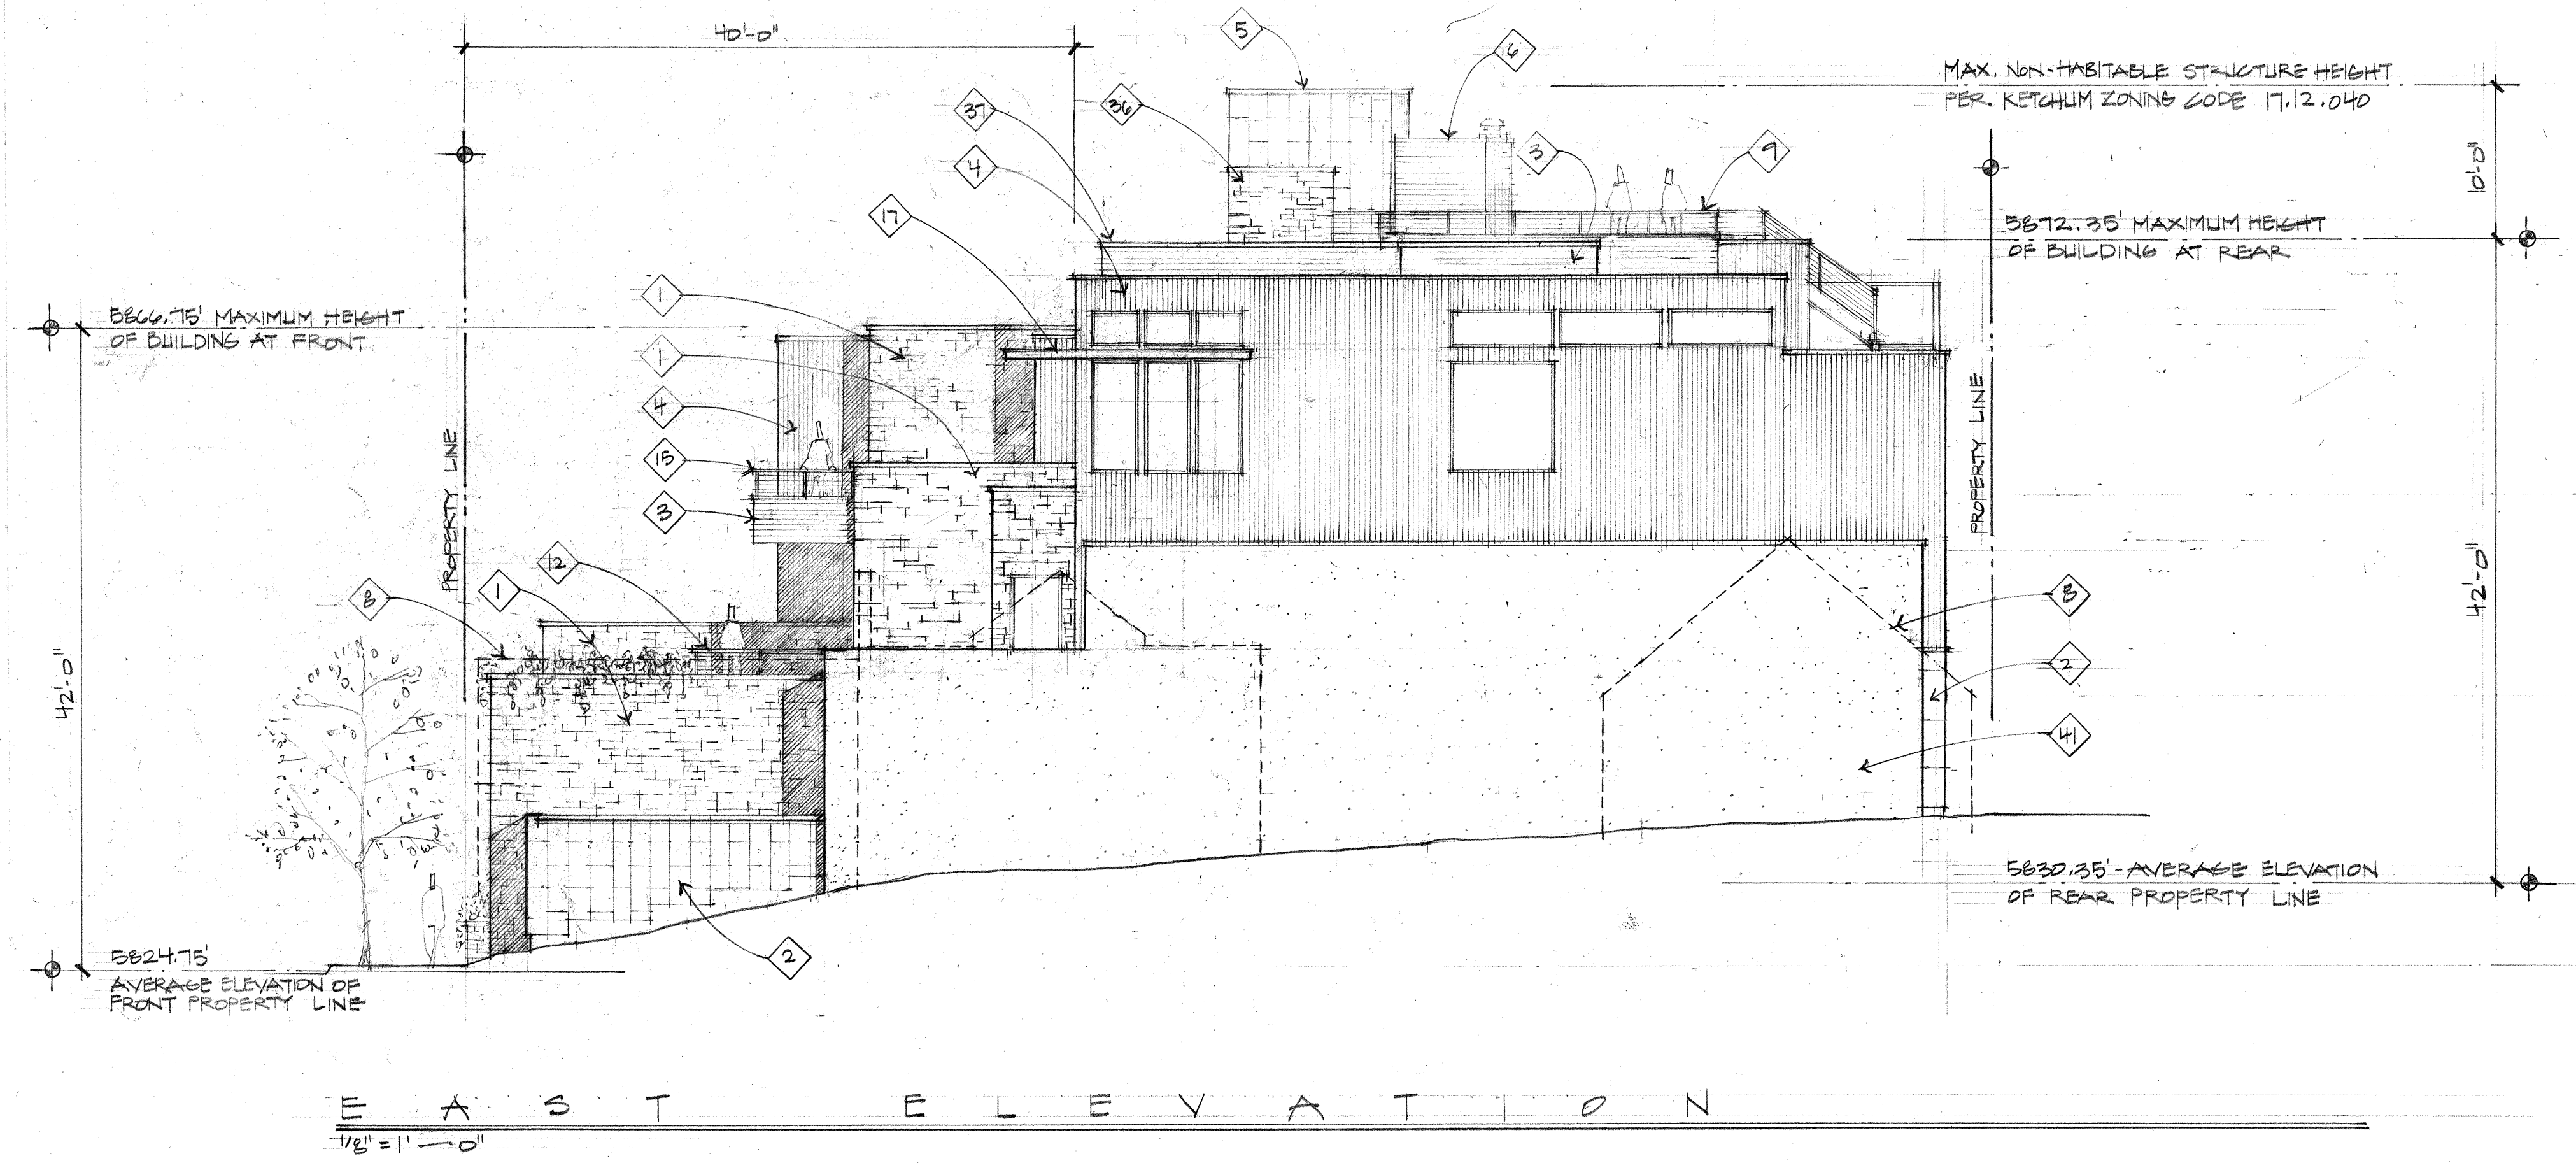 40'-0"
5
6
MAX. NON-HABITABLE STRUCTURE HEIGHT
PER KETCHUM ZONING CODE 17.12.040
37
36
4
3
9
10'-0"
17
5872.35' MAXIMUM HEIGHT
OF BUILDING AT REAR
1
5866.75' MAXIMUM HEIGHT
OF BUILDING AT FRONT
1
4
15
3
PROPERTY LINE
PROPERTY LINE
12
8
1
8
42'-0"
2
42'-0"
41
5830.35'-AVERAGE ELEVATION
OF REAR PROPERTY LINE
2
5824.75'
AVERAGE ELEVATION OF
FRONT PROPERTY LINE
EAST ELEVATION
1/8" = 1'-0"